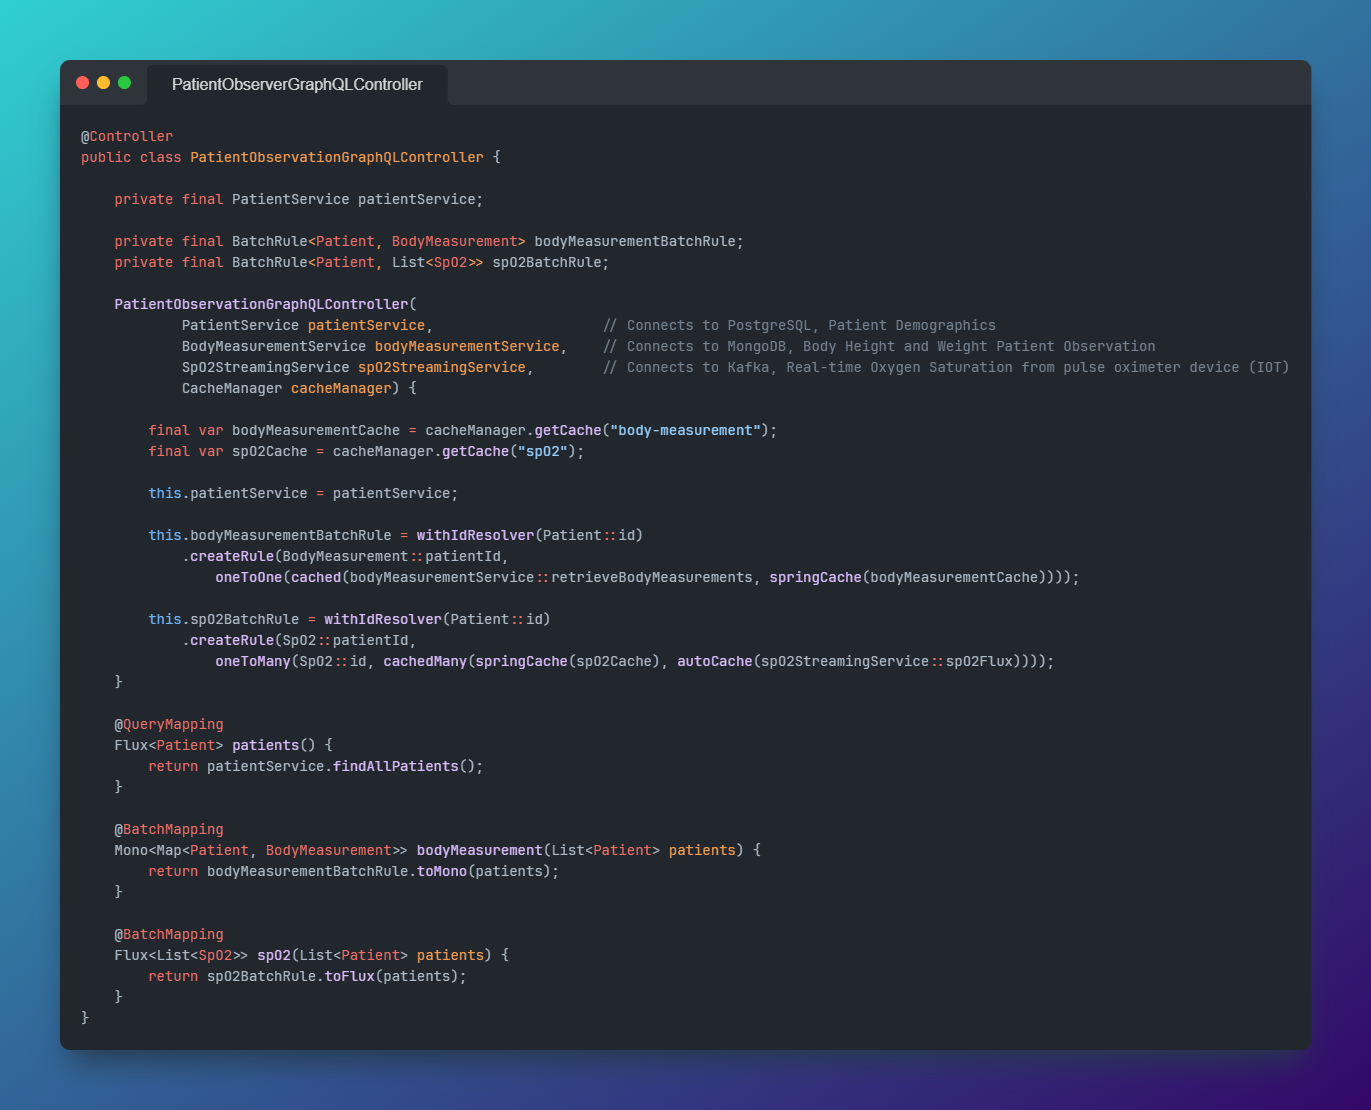 PatientObserverGraphQLController
@Controller
public class PatientObservationGraphQLController {
private final PatientService patientService;
private final BatchRule<Patient, BodyMeasurement> bodyMeasurementBatchRule;
private final BatchRule<Patient, List<SpO2>> spO2BatchRule;
PatientObservationGraphQLController(
PatientService patientService, // Connects to PostgreSQL, Patient Demographics
BodyMeasurementService bodyMeasurementService, // Connects to MongoDB, Body Height and Weight Patient Observation
SpO2StreamingService spO2StreamingService, // Connects to Kafka, Real-time Oxygen Saturation from pulse oximeter device (IOT)
CacheManager cacheManager) {
final var bodyMeasurementCache = cacheManager.getCache("body-measurement");
final var spO2Cache = cacheManager.getCache("spO2");
this.patientService = patientService;
this.bodyMeasurementBatchRule = withIdResolver(Patient::id)
.createRule(BodyMeasurement::patientId,
oneToOne(cached(bodyMeasurementService::retrieveBodyMeasurements, springCache(bodyMeasurementCache))));
this.spO2BatchRule = withIdResolver(Patient::id)
.createRule(SpO2::patientId,
oneToMany(SpO2::id, cachedMany(springCache(spO2Cache), autoCache(spO2StreamingService::spO2Flux))));
}
@QueryMapping
Flux<Patient> patients() {
return patientService.findAllPatients();
}
@BatchMapping
Mono<Map<Patient, BodyMeasurement>> bodyMeasurement(List<Patient> patients) {
return bodyMeasurementBatchRule.toMono(patients);
}
@BatchMapping
Flux<List<SpO2>> spO2(List<Patient> patients) {
return spO2BatchRule.toFlux(patients);
}
}